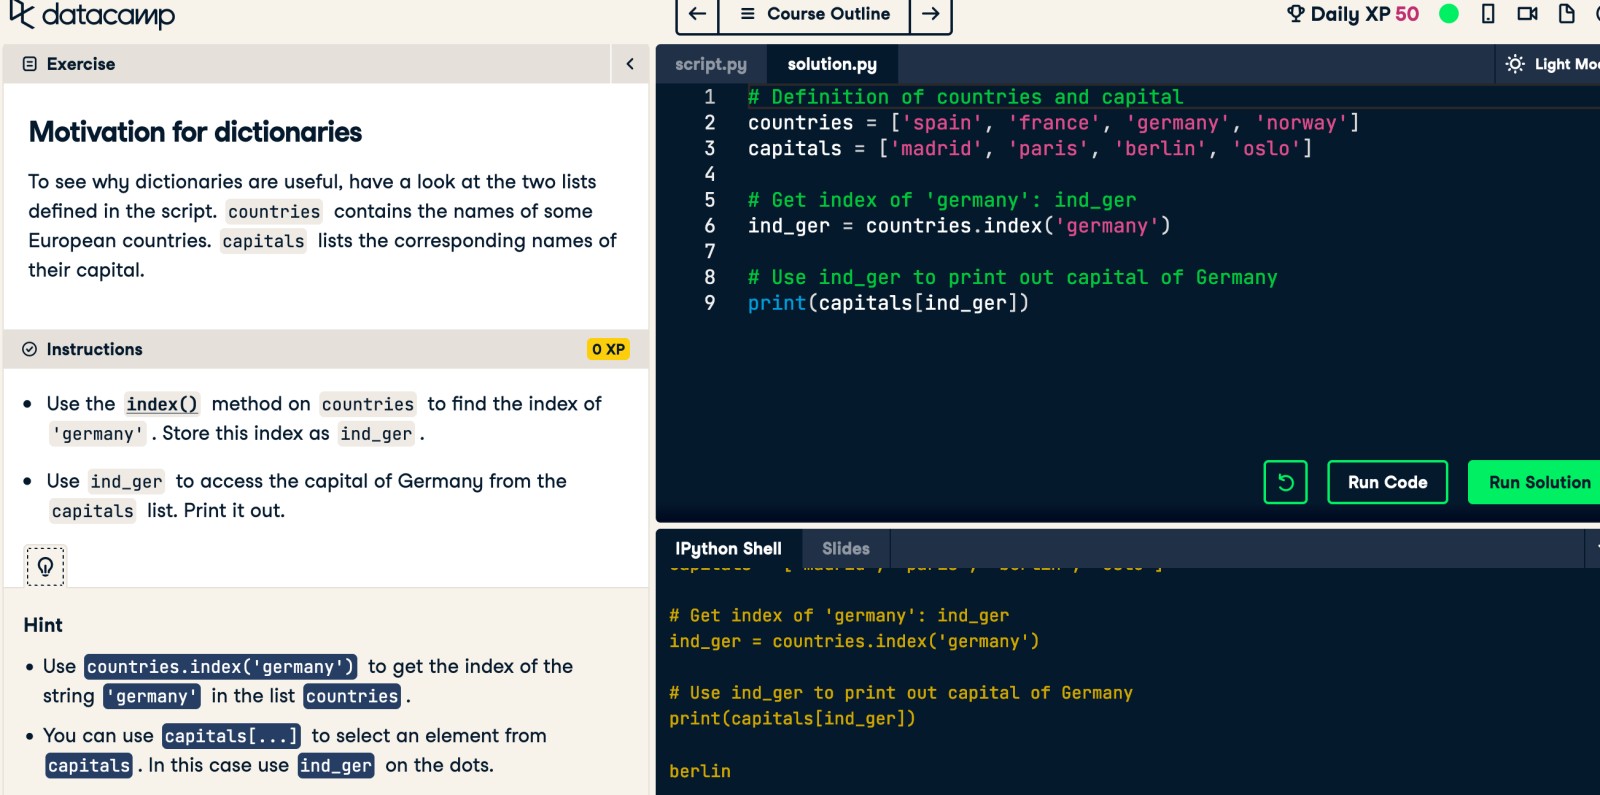 datacamp
Course Outline
Daily XP 50
Exercise
Motivation for dictionaries
To see why dictionaries are useful, have a look at the two lists
defined in the script. countries contains the names of some
European countries. capitals lists the corresponding names of
their capital.
Instructions
0 XP
Use the index() method on countries to find the index of
'germany' . Store this index as ind_ger .
Use ind_ger to access the capital of Germany from the
capitals list. Print it out.
Hint
Use countries.index('germany') to get the index of the
string 'germany' in the list countries .
You can use capitals[...] to select an element from
capitals . In this case use ind_ger on the dots.
script.py
solution.py
Light Mo
1 # Definition of countries and capital
2 countries = ['spain', 'france', 'germany', 'norway']
3 capitals = ['madrid', 'paris', 'berlin', 'oslo']
4
5 # Get index of 'germany': ind_ger
6 ind_ger = countries.index('germany')
7
8 # Use ind_ger to print out capital of Germany
9 print(capitals[ind_ger])
Run Code
Run Solution
IPython Shell
Slides
capitals = ['madrid', 'paris', 'berlin', 'oslo']
# Get index of 'germany': ind_ger
ind_ger = countries.index('germany')
# Use ind_ger to print out capital of Germany
print(capitals[ind_ger])
berlin